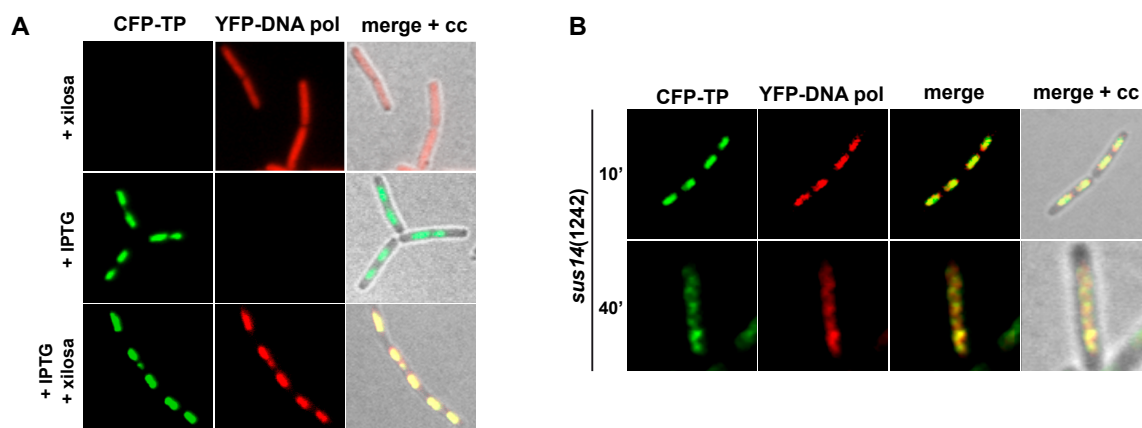 A
CFP-TP YFP-DNA pol merge + cc
+ xilosa
+ IPTG
+ IPTG
+ xilosa
B
CFP-TP YFP-DNA pol merge merge + cc
sus14(1242)
10'
40'